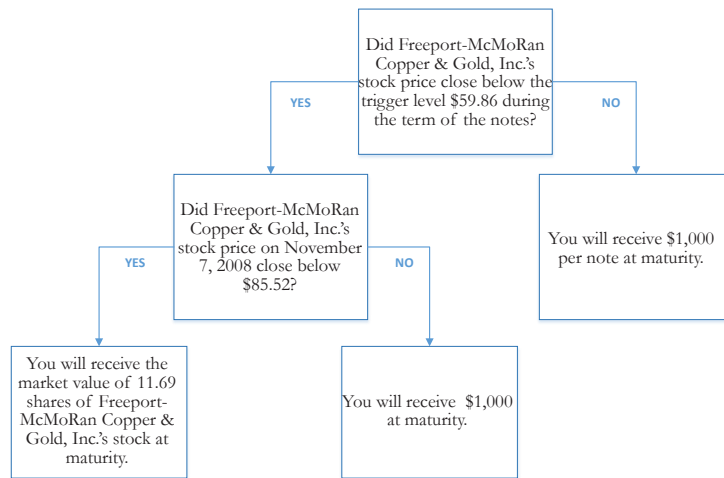 Did Freeport-McMoRan
Copper & Gold, Inc.'s
stock price close below the
trigger level $59.86 during
the term of the notes?
YES
NO
Did Freeport-McMoRan
Copper & Gold, Inc.'s
stock price on November
7, 2008 close below
$85.52?
You will receive $1,000
per note at maturity.
YES
NO
You will receive the
market value of 11.69
shares of Freeport-
McMoRan Copper &
Gold, Inc.'s stock at
maturity.
You will receive $1,000
at maturity.